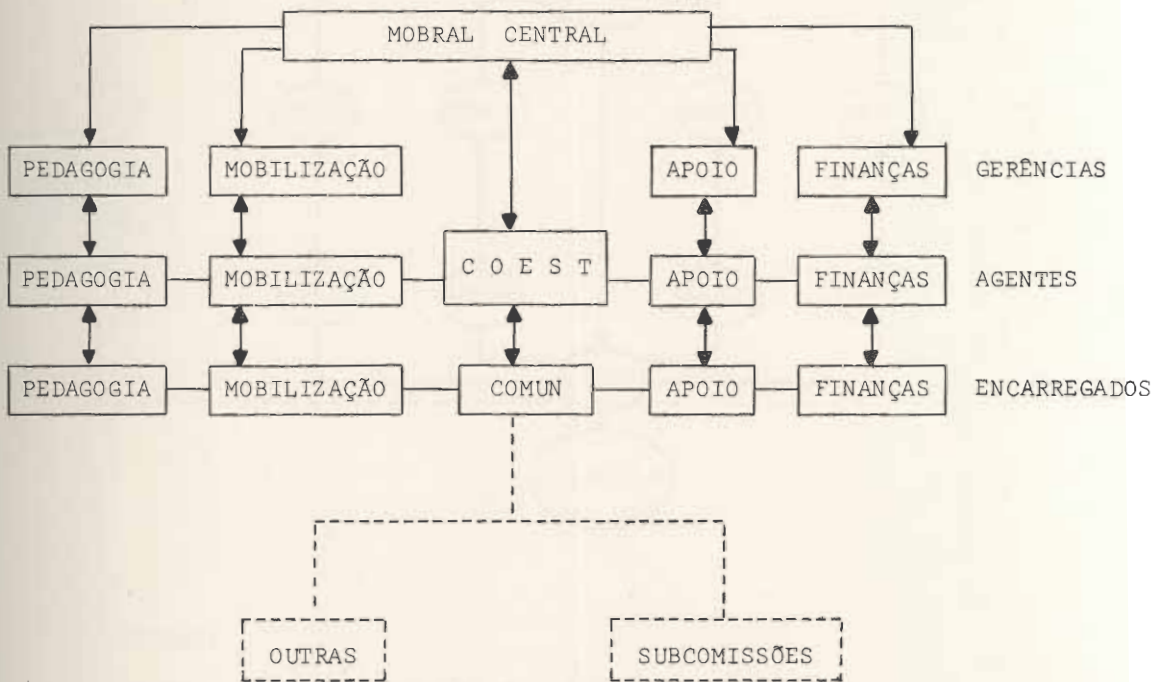 MOBRAL CENTRAL
PEDAGOGIA MOBILIZAÇÃO APOIO FINANÇAS GERÊNCIAS
PEDAGOGIA MOBILIZAÇÃO C O E S T APOIO FINANÇAS AGENTES
PEDAGOGIA MOBILIZAÇÃO COMUN APOIO FINANÇAS ENCARREGADOS
OUTRAS SUBCOMISSÕES